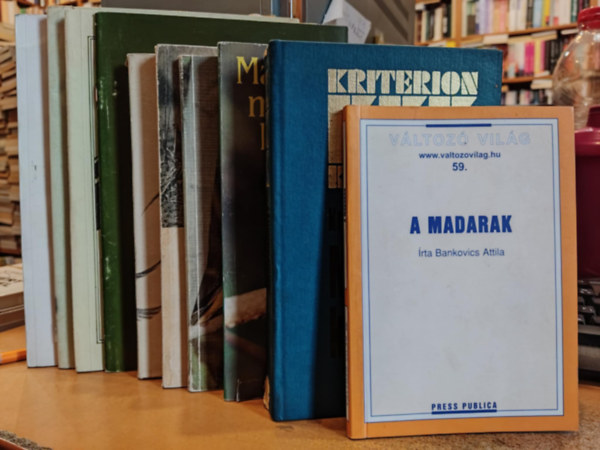 KRITERION
VÁLTOZÓ VILÁG
www.valtozovilag.hu
59.
A MADARAK
Írta Bankovics Attila
PRESS PUBLICA